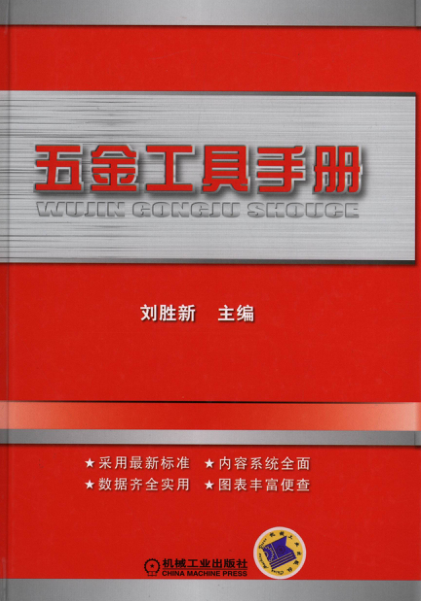 五金工具手册
WUJIN GONGJU SHOUCE
刘胜新 主编
★采用最新标准 ★内容系统全面
★数据齐全实用 ★图表丰富便查
机械工业出版社
CHINA MACHINE PRESS